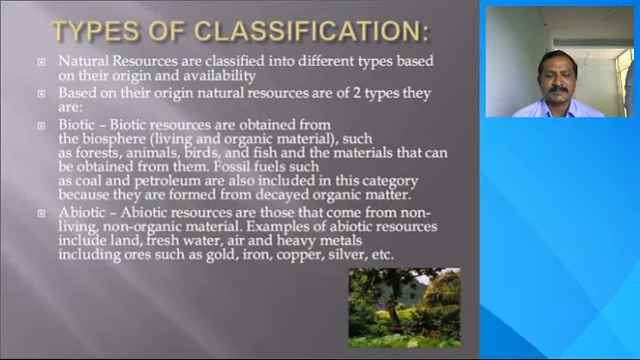 TYPES OF CLASSIFICATION:
Natural Resources are classified into different types based
on their origin and availability
Based on their origin natural resources are of 2 types they
are:
Biotic – Biotic resources are obtained from
the biosphere (living and organic material), such
as forests, animals, birds, and fish and the materials that can
be obtained from them. Fossil fuels such
as coal and petroleum are also included in this category
because they are formed from decayed organic matter.
Abiotic – Abiotic resources are those that come from non-
living, non-organic material. Examples of abiotic resources
include land, fresh water, air and heavy metals
including ores such as gold, iron, copper, silver, etc.